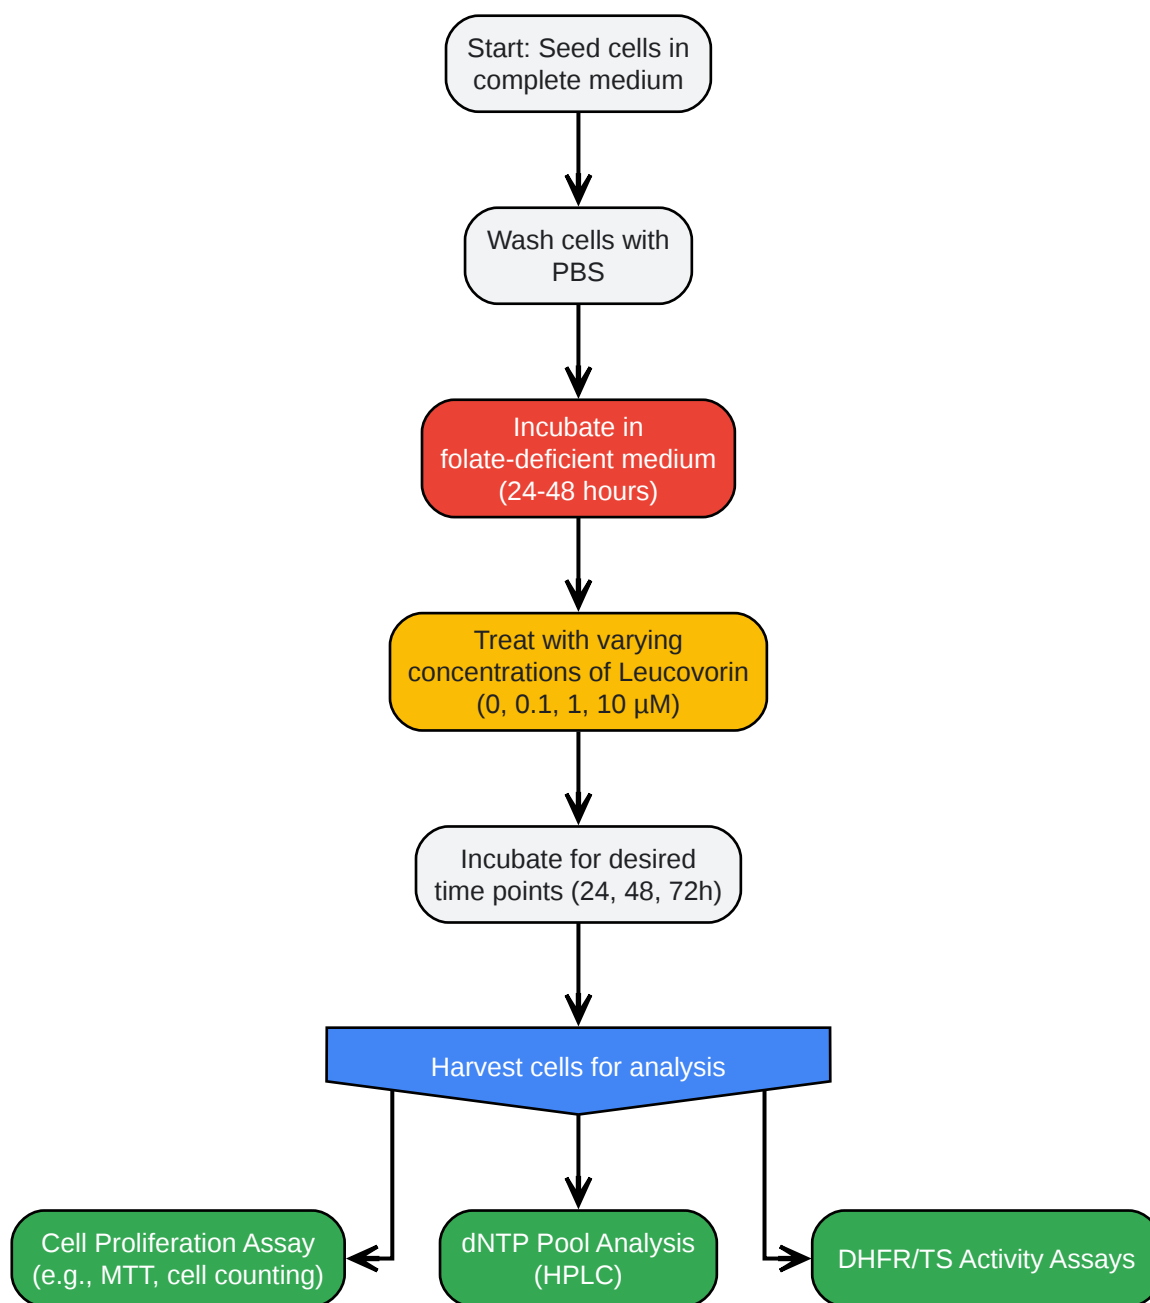 Start: Seed cells in
complete medium
Wash cells with
PBS
Incubate in
folate-deficient medium
(24-48 hours)
Treat with varying
concentrations of Leucovorin
(0, 0.1, 1, 10 µM)
Incubate for desired
time points (24, 48, 72h)
Harvest cells for analysis
Cell Proliferation Assay
(e.g., MTT, cell counting)
dNTP Pool Analysis
(HPLC)
DHFR/TS Activity Assays